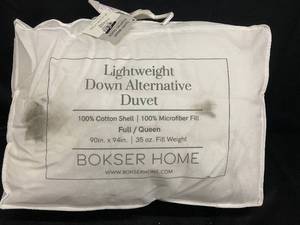 Lightweight
Down Alternative
Duvet
100% Cotton Shell | 100% Microfiber Fill
Full / Queen
90in. x 94in. | 35 oz. Fill Weight
BOKSER HOME
WWW.BOKSERHOME.COM